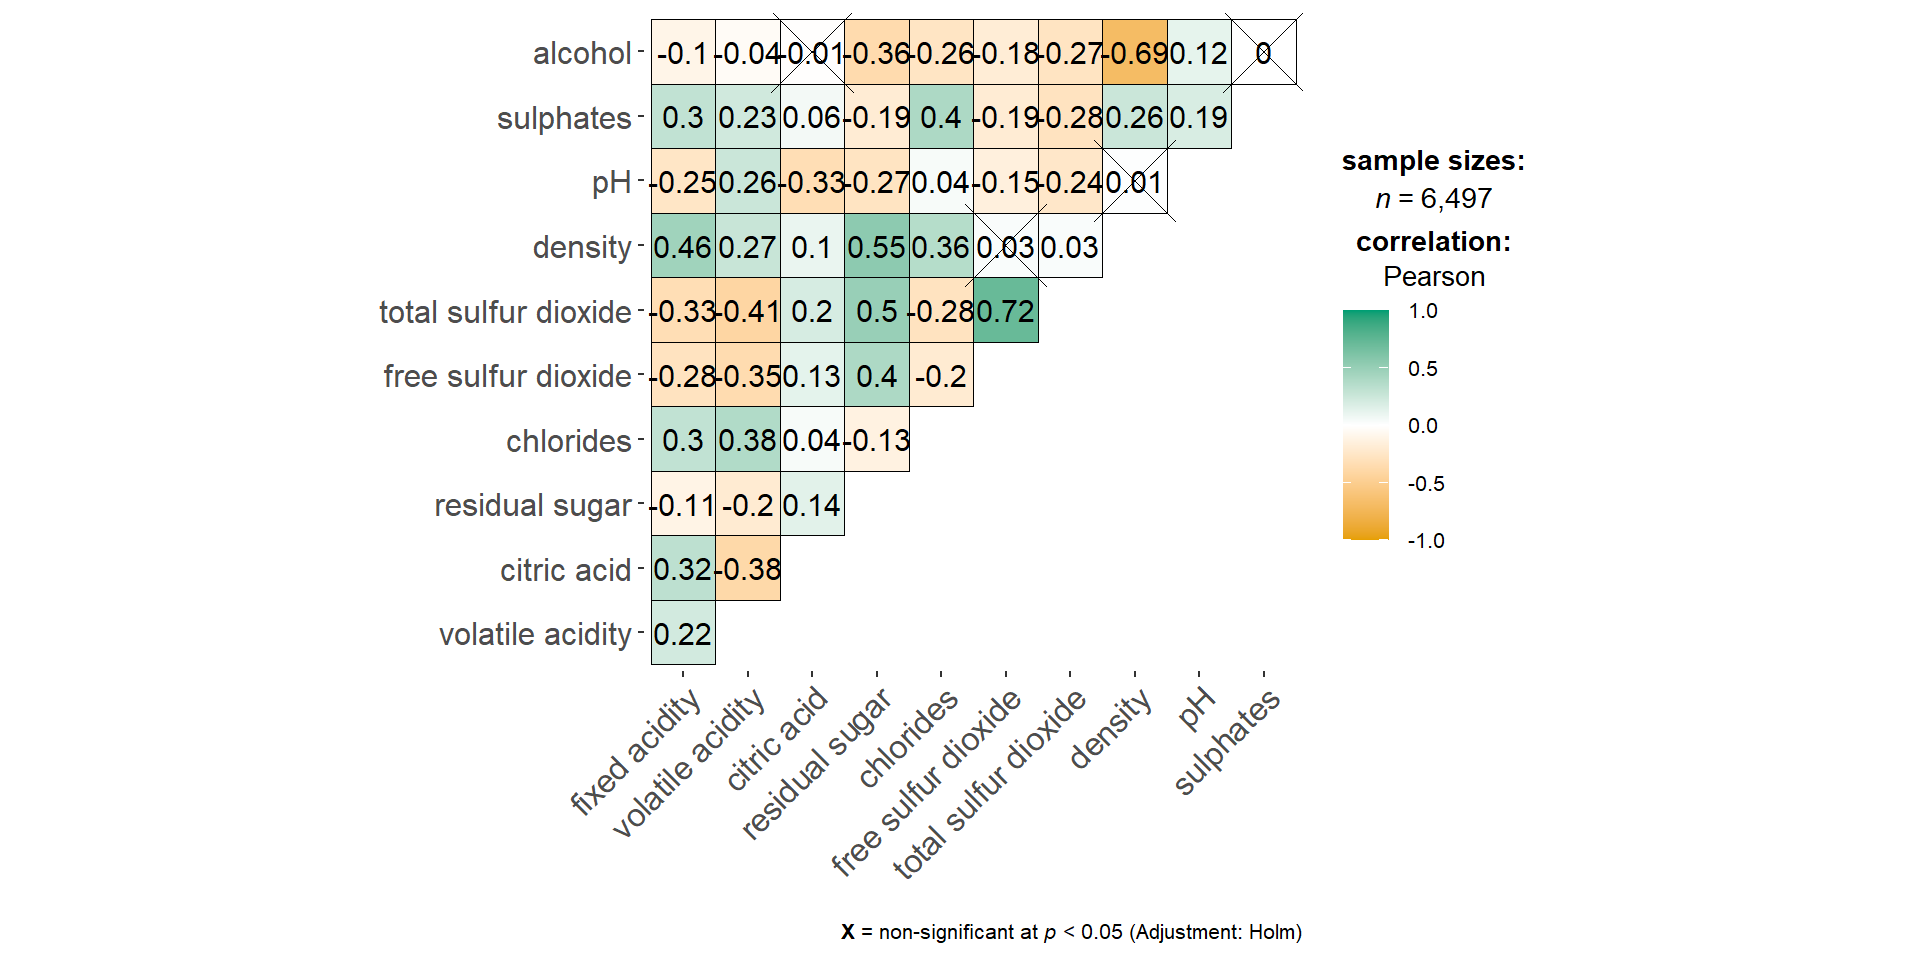 alcohol -0.1 -0.04 -0.01 -0.36 -0.26 -0.18 -0.27 -0.69 0.12 0
sulphates 0.3 0.23 0.06 -0.19 0.4 -0.19 -0.28 0.26 0.19
pH -0.25 0.26 -0.33 -0.27 0.04 -0.15 -0.24 0.01
density 0.46 0.27 0.1 0.55 0.36 0.03 0.03
total sulfur dioxide -0.33 -0.41 0.2 0.5 -0.28 0.72
free sulfur dioxide -0.28 -0.35 0.13 0.4 -0.2
chlorides 0.3 0.38 0.04 -0.13
residual sugar -0.11 -0.2 0.14
citric acid 0.32 -0.38
volatile acidity 0.22
fixed acidity
volatile acidity
citric acid
residual sugar
chlorides
free sulfur dioxide
total sulfur dioxide
density
pH
sulphates
sample sizes:
n = 6,497
correlation:
Pearson
1.0
0.5
0.0
-0.5
-1.0
X = non-significant at p < 0.05 (Adjustment: Holm)